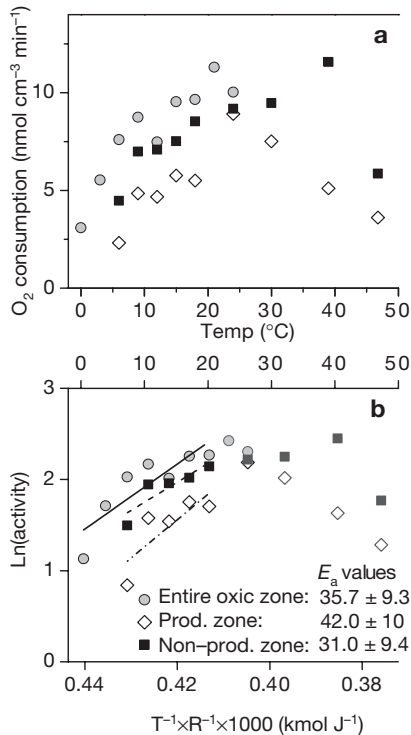 a
15
10
5
0
O₂ consumption (nmol cm⁻³ min⁻¹)
0 10 20 30 40 50
Temp (°C)
0 10 20 30 40 50
b
3
2
1
0
Ln(activity)
Eₐ values
Entire oxic zone: 35.7 ± 9.3
Prod. zone: 42.0 ± 10
Non–prod. zone: 31.0 ± 9.4
0.44 0.42 0.40 0.38
T⁻¹×R⁻¹×1000 (kmol J⁻¹)